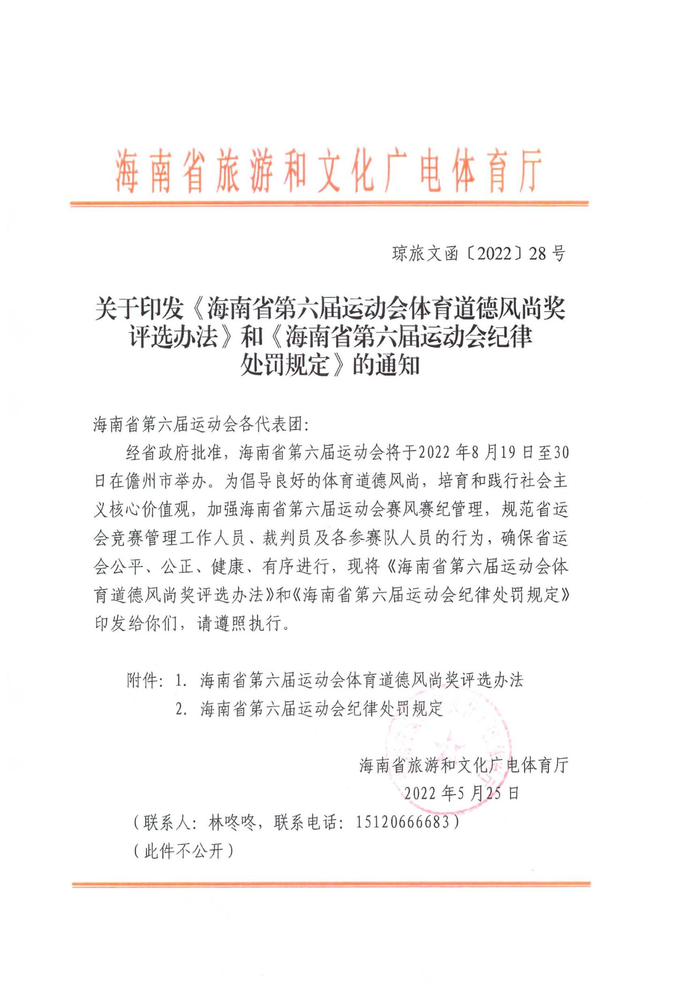 海南省旅游和文化广电体育厅
琼旅文函〔2022〕28号
关于印发《海南省第六届运动会体育道德风尚奖
评选办法》和《海南省第六届运动会纪律
处罚规定》的通知
海南省第六届运动会各代表团：
经省政府批准，海南省第六届运动会将于2022年8月19日至30
日在儋州市举办。为倡导良好的体育道德风尚，培育和践行社会主
义核心价值观，加强海南省第六届运动会赛风赛纪管理，规范省运
会竞赛管理工作人员、裁判员及各参赛队人员的行为，确保省运
会公平、公正、健康、有序进行，现将《海南省第六届运动会体
育道德风尚奖评选办法》和《海南省第六届运动会纪律处罚规定》
印发给你们，请遵照执行。
附件：1. 海南省第六届运动会体育道德风尚奖评选办法
2. 海南省第六届运动会纪律处罚规定
海南省旅游和文化广电体育厅
2022年5月25日
（联系人：林咚咚，联系电话：15120666683）
（此件不公开）